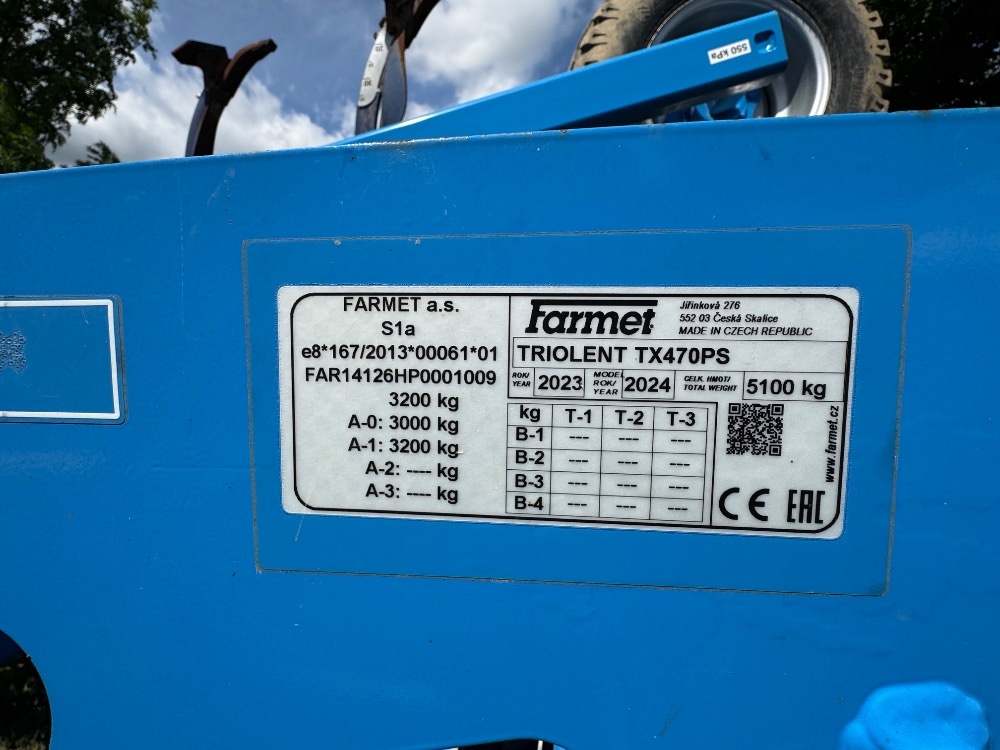 550 kPa
FARMET a.s.
S1a
e8*167/2013*00061*01
FAR14126HP0001009
3200 kg
A-0: 3000 kg
A-1: 3200 kg
A-2: ---- kg
A-3: ---- kg
Farmet
Jiřinková 276
552 03 Česká Skalice
MADE IN CZECH REPUBLIC
TRIOLENT TX470PS
ROK/ YEAR 2023 MODEL ROK/ YEAR 2024 CELK. HMOT/ TOTAL WEIGHT 5100 kg
kg T-1 T-2 T-3
B-1 --- --- ---
B-2 --- --- ---
B-3 --- --- ---
B-4 --- --- ---
www.farmet.cz
CE EAC